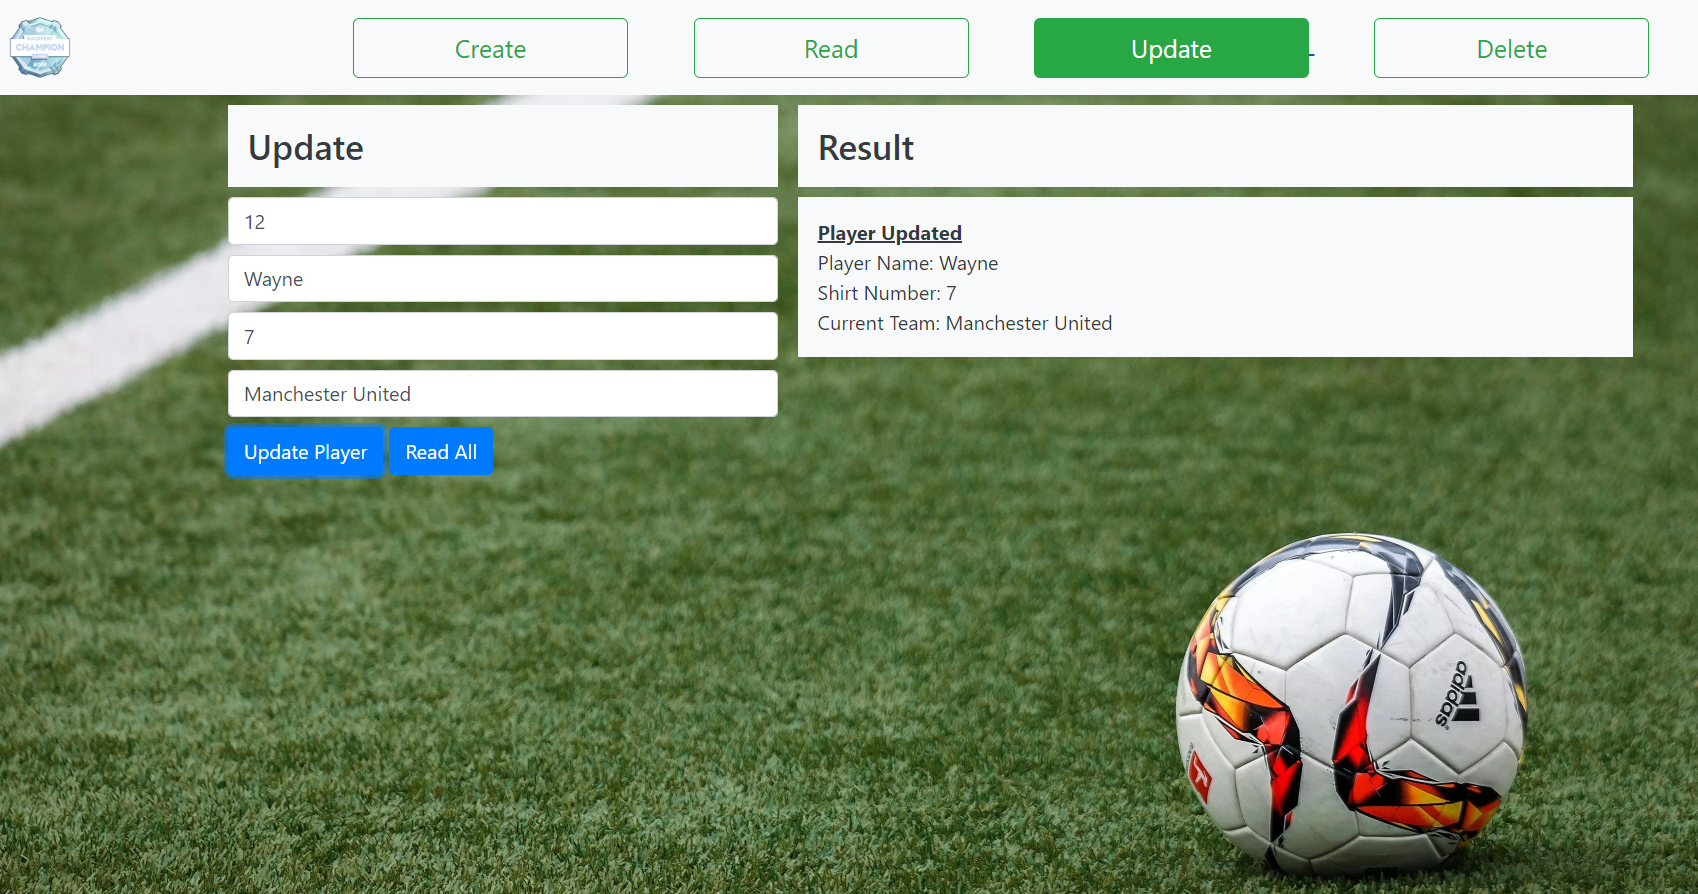 CHAMPION
Create
Read
Update
Delete
Update
Result
12
Wayne
7
Manchester United
Update Player
Read All
Player Updated
Player Name: Wayne
Shirt Number: 7
Current Team: Manchester United
adidas